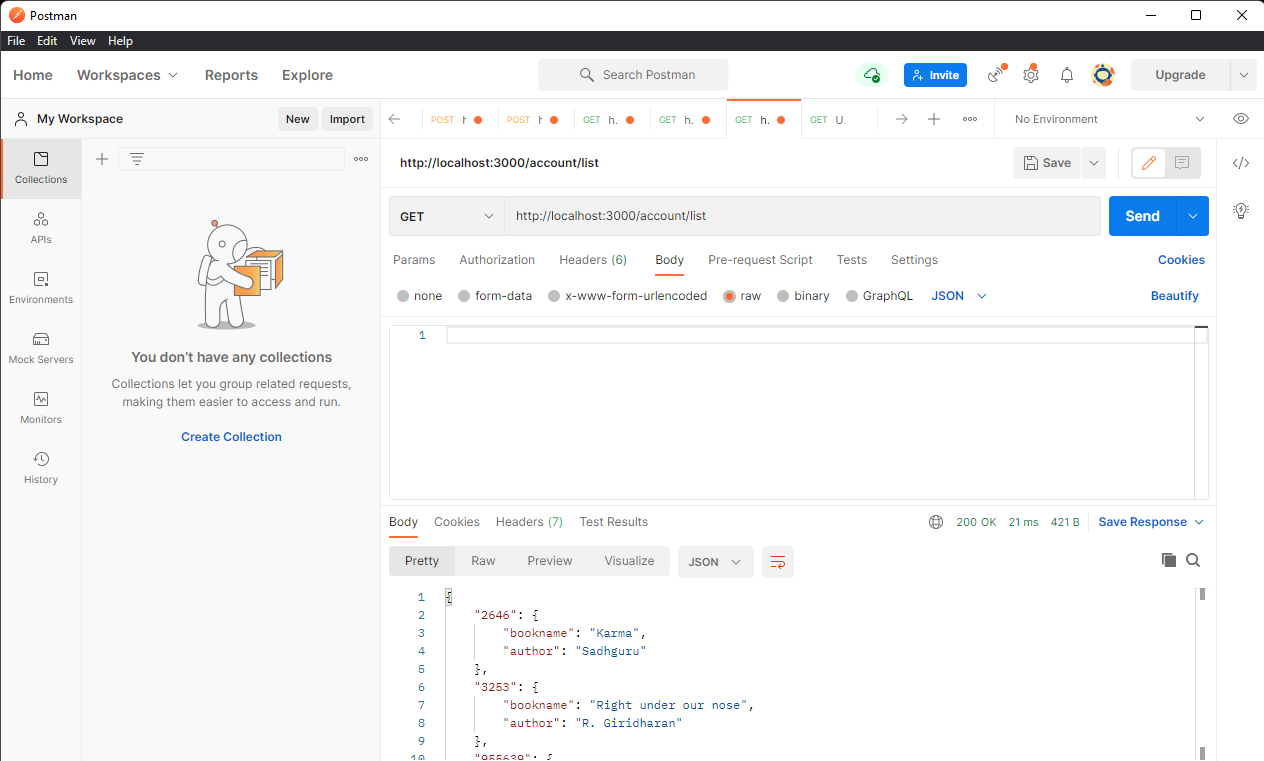 Postman
File Edit View Help
Home Workspaces Reports Explore Search Postman Invite Upgrade
My Workspace New Import POST POST GET h. GET h. GET h. GET U. No Environment
Collections
APIs
Environments
Mock Servers
Monitors
History
You don't have any collections
Collections let you group related requests,
making them easier to access and run.
Create Collection
http://localhost:3000/account/list Save
GET http://localhost:3000/account/list Send
Params Authorization Headers (6) Body Pre-request Script Tests Settings Cookies
none form-data x-www-form-urlencoded raw binary GraphQL JSON Beautify
1
Body Cookies Headers (7) Test Results 200 OK 21 ms 421 B Save Response
Pretty Raw Preview Visualize JSON
1 {
2 "2646": {
3 "bookname": "Karma",
4 "author": "Sadhguru"
5 },
6 "3253": {
7 "bookname": "Right under our nose",
8 "author": "R. Giridharan"
9 },
10 "955639": {